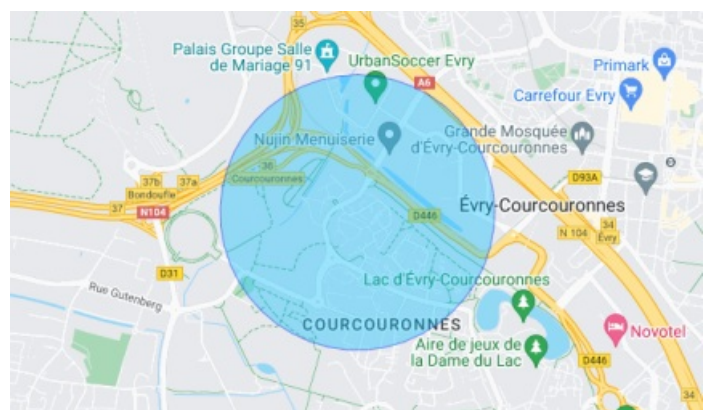 35
Palais Groupe Salle
de Mariage 91
UrbanSoccer Evry
A6
Primark
Carrefour Evry
Nujin Menuiserie
Grande Mosquée
d'Évry-Courcouronnes
36
Courcouronnes
37b
37a
Bondoufle
37
N104
D93A
Évry-Courcouronnes
D446
34
N 104
Évry
D31
Rue Gutenberg
Lac d'Évry-Courcouronnes
COURCOURONNES
Aire de jeux de
la Dame du Lac
Novotel
D446
34